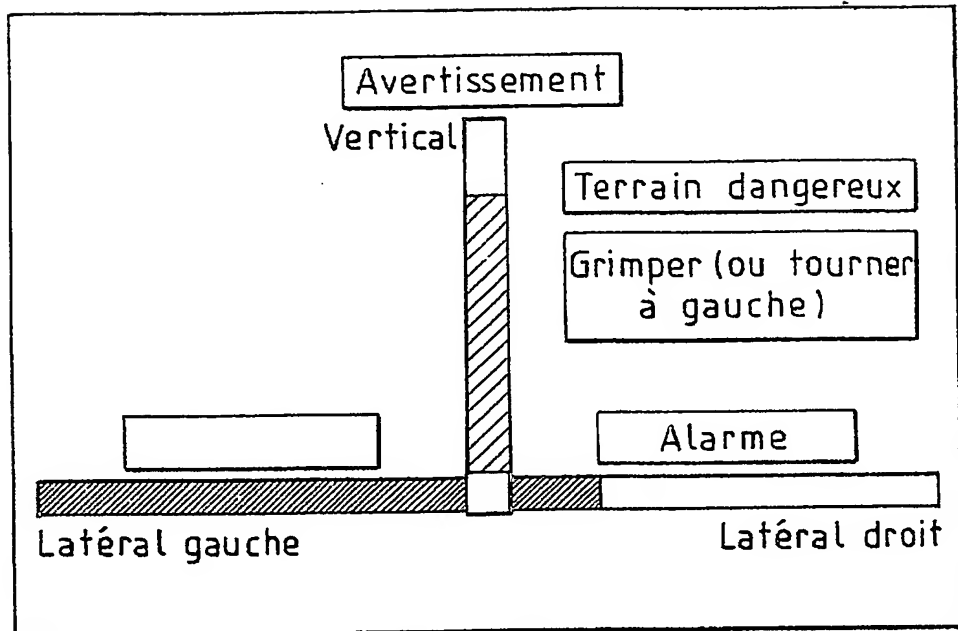 Avertissement
Vertical
Terrain dangereux
Grimper (ou tourner
à gauche)
Alarme
Latéral gauche
Latéral droit